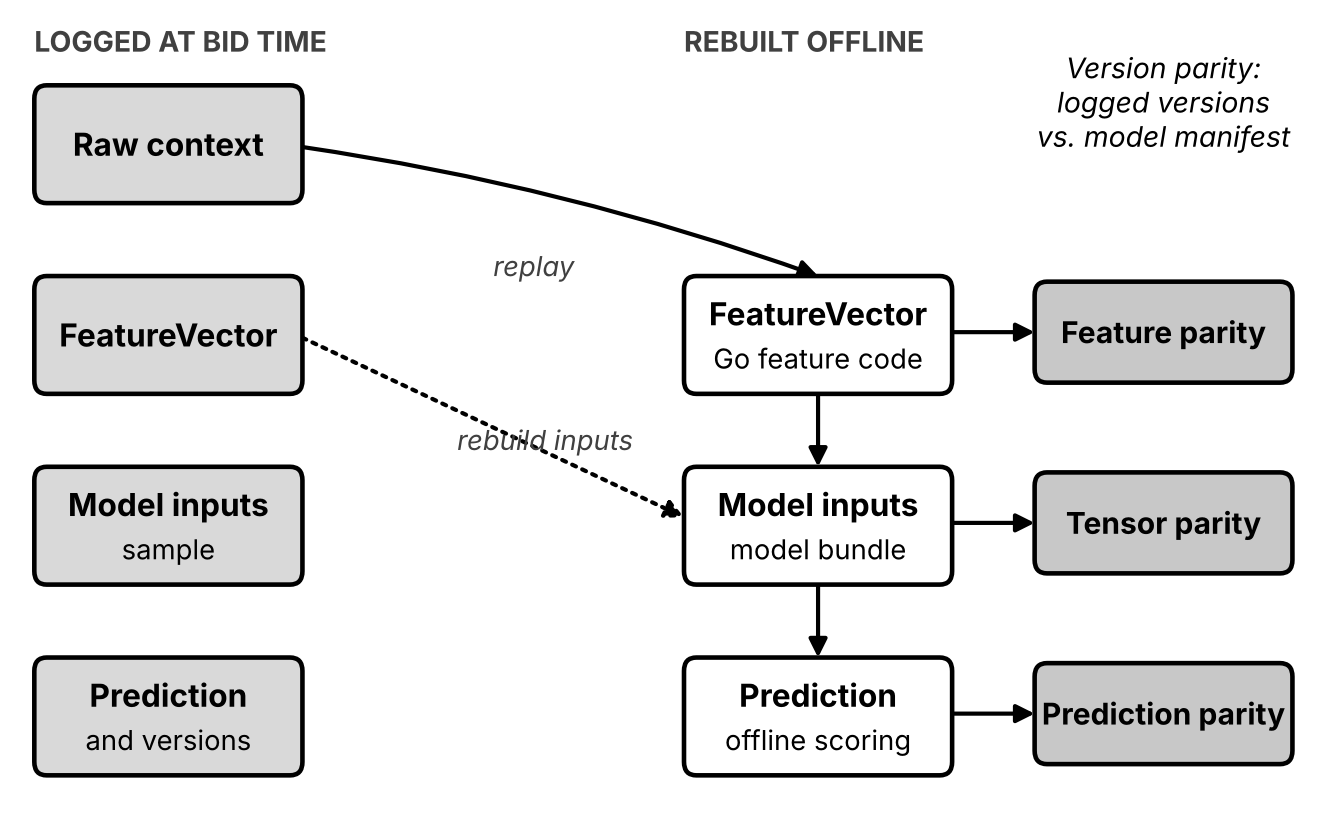 LOGGED AT BID TIME
REBUILT OFFLINE
Version parity:
logged versions
vs. model manifest
Raw context
replay
FeatureVector
FeatureVector
Go feature code
Feature parity
rebuild inputs
Model inputs
sample
Model inputs
model bundle
Tensor parity
Prediction
and versions
Prediction
offline scoring
Prediction parity